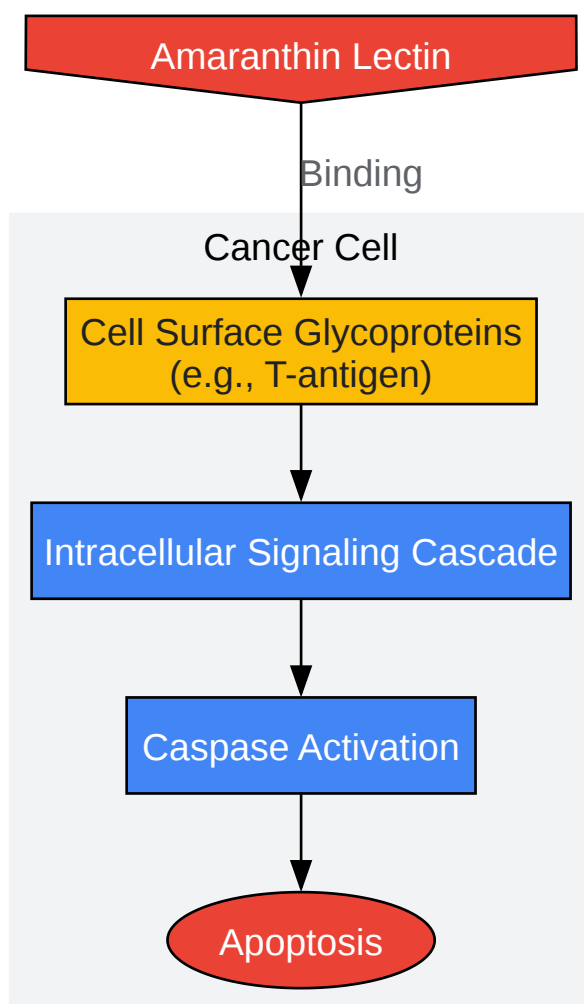 Amaranthin Lectin
Binding
Cancer Cell
Cell Surface Glycoproteins
(e.g., T-antigen)
Intracellular Signaling Cascade
Caspase Activation
Apoptosis